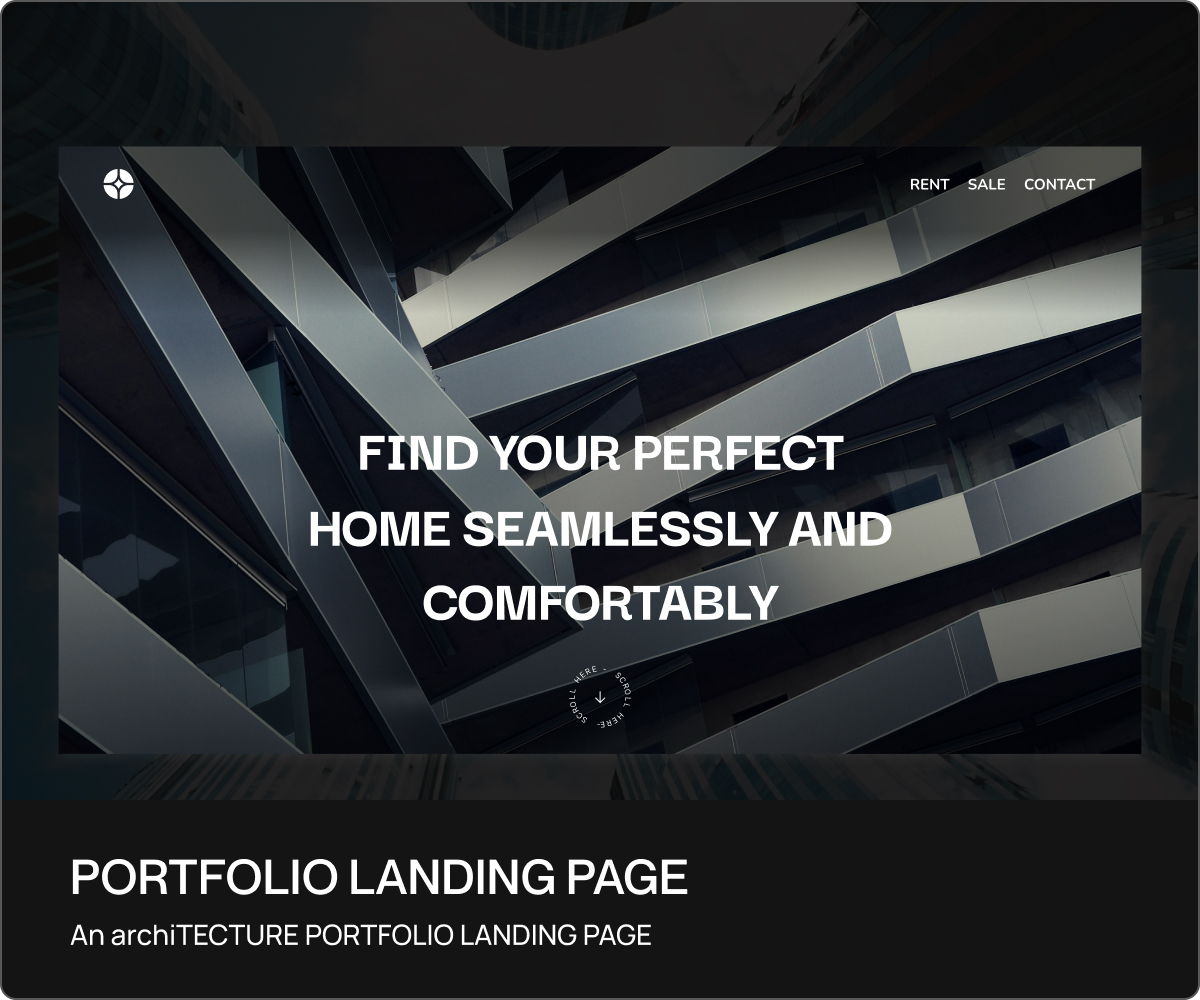 RENT SALE CONTACT
FIND YOUR PERFECT
HOME SEAMLESSLY AND
COMFORTABLY
SCROLL HERE - SCROLL HERE-
PORTFOLIO LANDING PAGE
An archiTECTURE PORTFOLIO LANDING PAGE